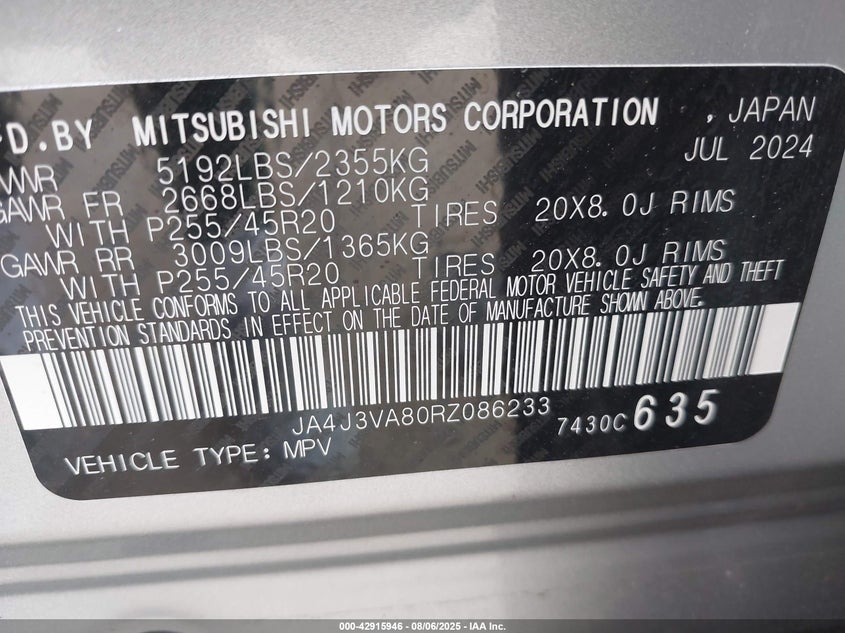 D.BY MITSUBISHI MOTORS CORPORATION , JAPAN
JUL 2024
5192LBS/2355KG
GAWR FR 2668LBS/1210KG
WITH P255/45R20 TIRES 20X8.0J RIMS
GAWR RR 3009LBS/1365KG
WITH P255/45R20 TIRES 20X8.0J RIMS
THIS VEHICLE CONFORMS TO ALL APPLICABLE FEDERAL MOTOR VEHICLE SAFETY AND THEFT
PREVENTION STANDARDS IN EFFECT ON THE DATE OF MANUFACTURE SHOWN ABOVE.
JA4J3VA80RZ086233
7430C 635
VEHICLE TYPE: MPV
000-42915946 - 08/06/2025 - IAA Inc.